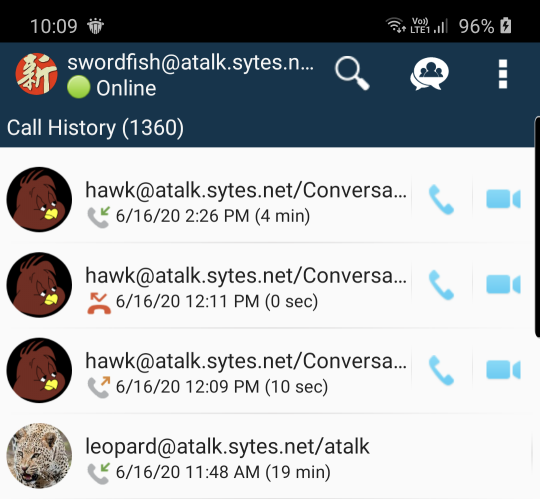 10:09 Vo)) LTE1 96%
swordfish@atalk.sytes.n...
新
Online
Call History (1360)
hawk@atalk.sytes.net/Conversa...
6/16/20 2:26 PM (4 min)
hawk@atalk.sytes.net/Conversa...
6/16/20 12:11 PM (0 sec)
hawk@atalk.sytes.net/Conversa...
6/16/20 12:09 PM (10 sec)
leopard@atalk.sytes.net/atalk
6/16/20 11:48 AM (19 min)